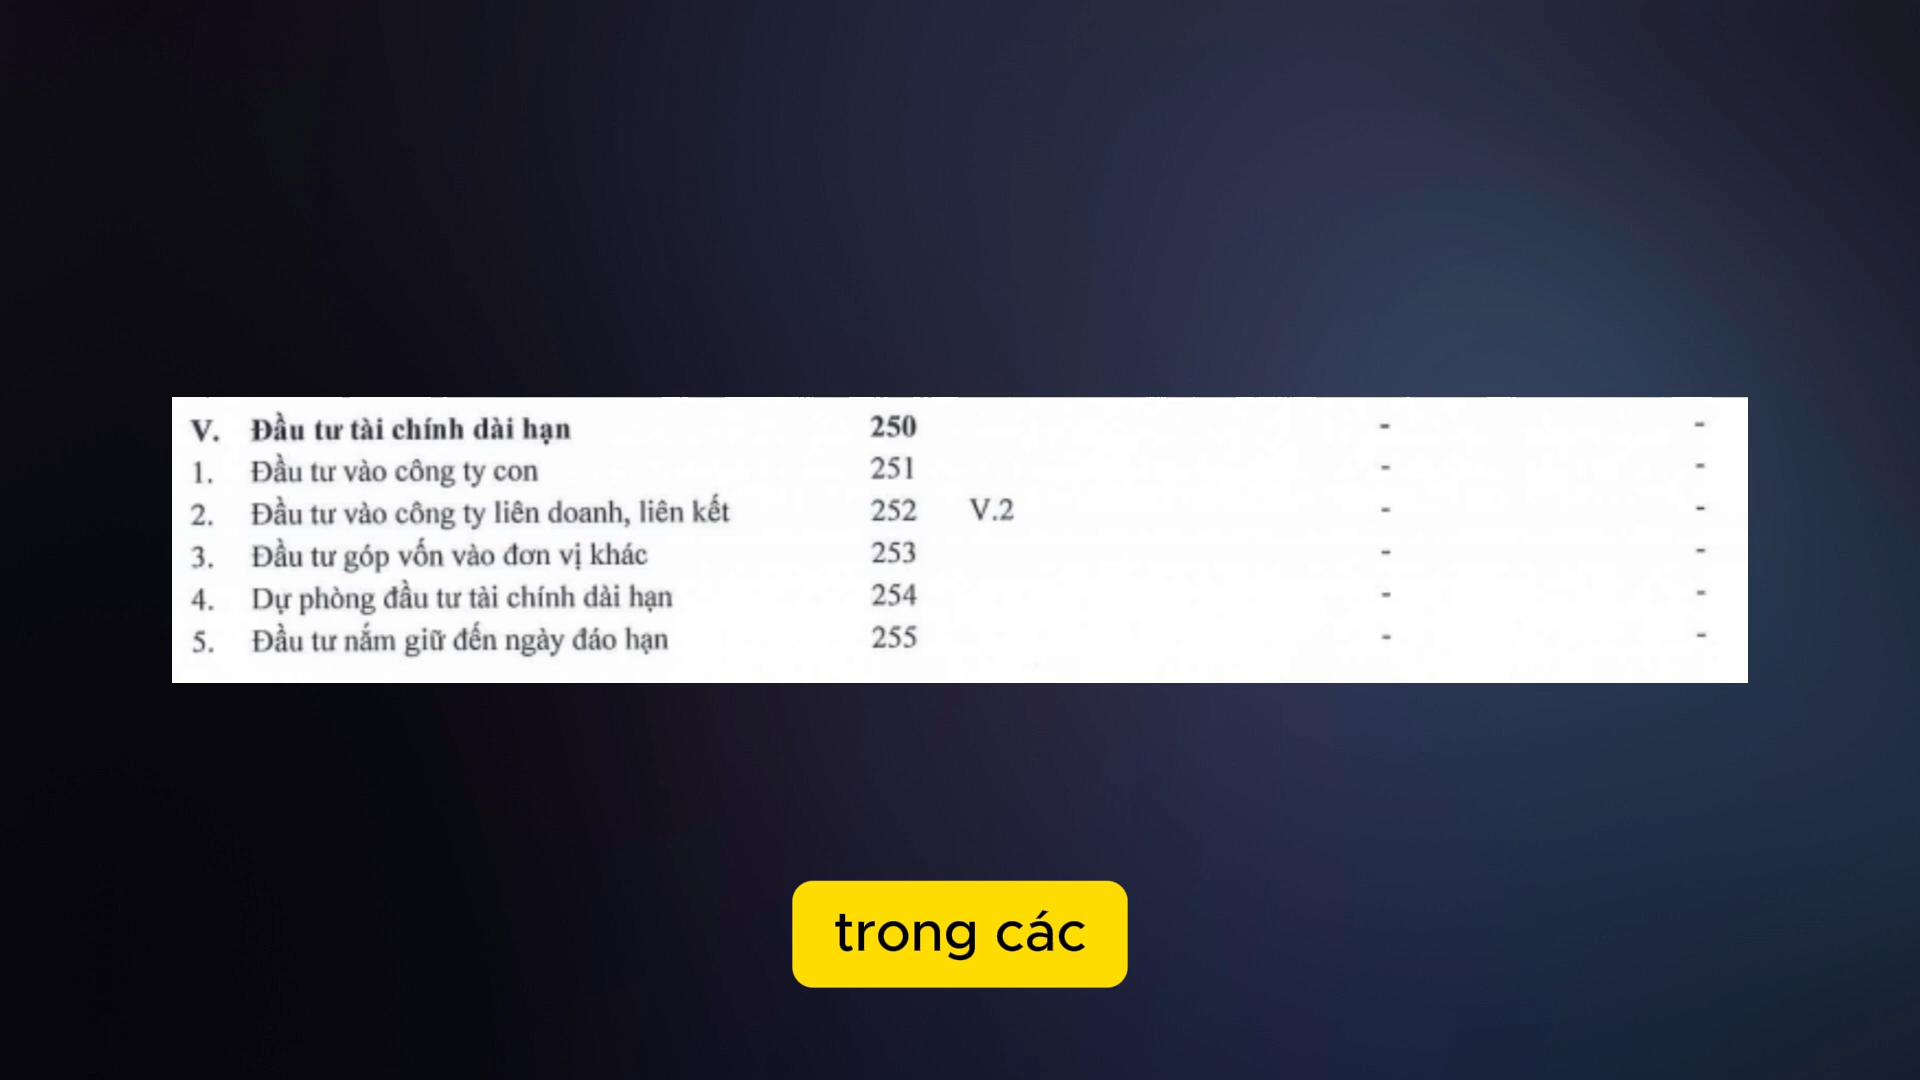 V. Đầu tư tài chính dài hạn 250 - -
1. Đầu tư vào công ty con 251 - -
2. Đầu tư vào công ty liên doanh, liên kết 252 V.2 - -
3. Đầu tư góp vốn vào đơn vị khác 253 - -
4. Dự phòng đầu tư tài chính dài hạn 254 - -
5. Đầu tư nắm giữ đến ngày đáo hạn 255 - -
trong các